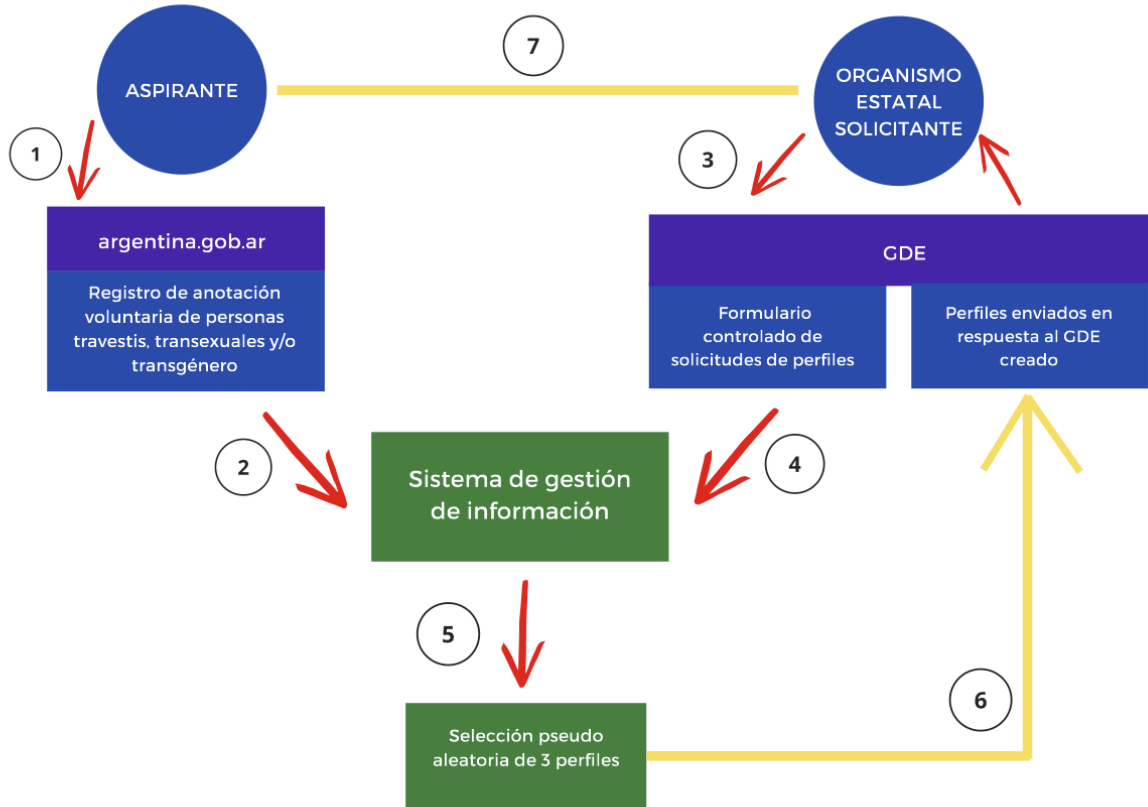 7
ASPIRANTE
ORGANISMO
ESTATAL
SOLICITANTE
1
3
argentina.gob.ar
Registro de anotación
voluntaria de personas
travestis, transexuales y/o
transgénero
GDE
Formulario
controlado de
solicitudes de perfiles
Perfiles enviados en
respuesta al GDE
creado
2
4
Sistema de gestión
de información
5
6
Selección pseudo
aleatoria de 3 perfiles